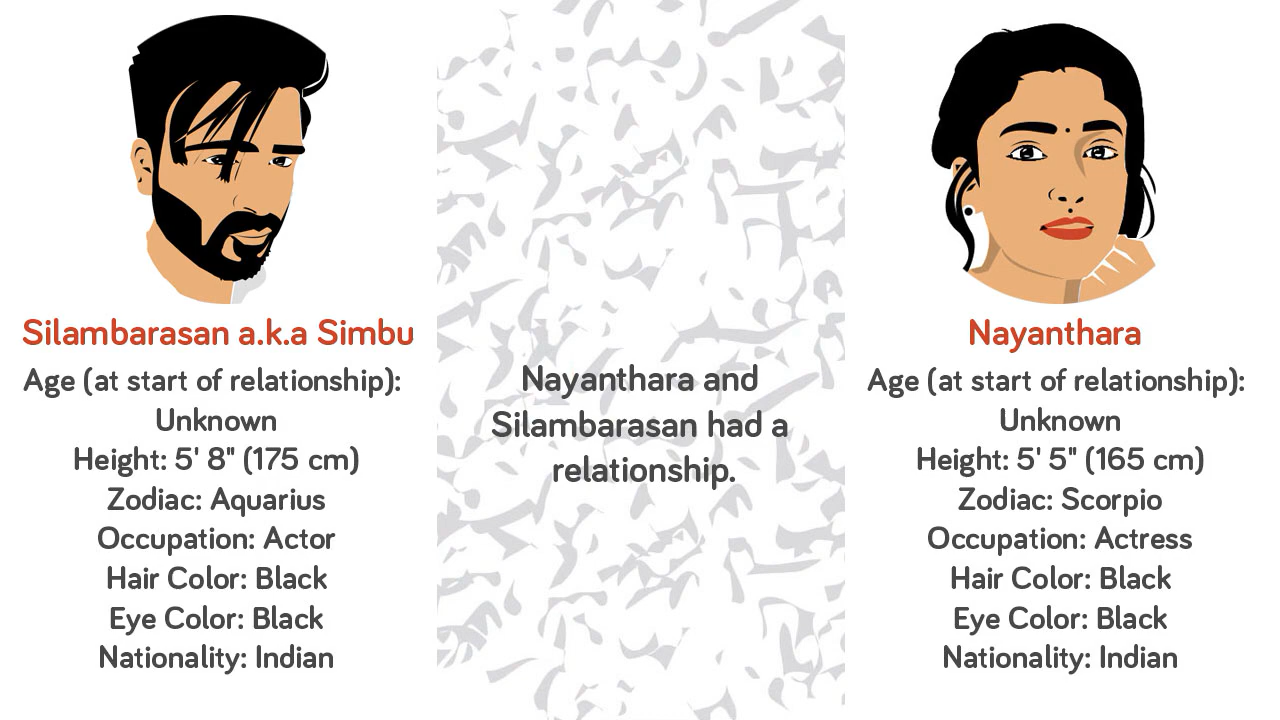 Silambarasan a.k.a Simbu
Age (at start of relationship):
Unknown
Height: 5' 8" (175 cm)
Zodiac: Aquarius
Occupation: Actor
Hair Color: Black
Eye Color: Black
Nationality: Indian
Nayanthara and
Silambarasan had a
relationship.
Nayanthara
Age (at start of relationship):
Unknown
Height: 5' 5" (165 cm)
Zodiac: Scorpio
Occupation: Actress
Hair Color: Black
Eye Color: Black
Nationality: Indian